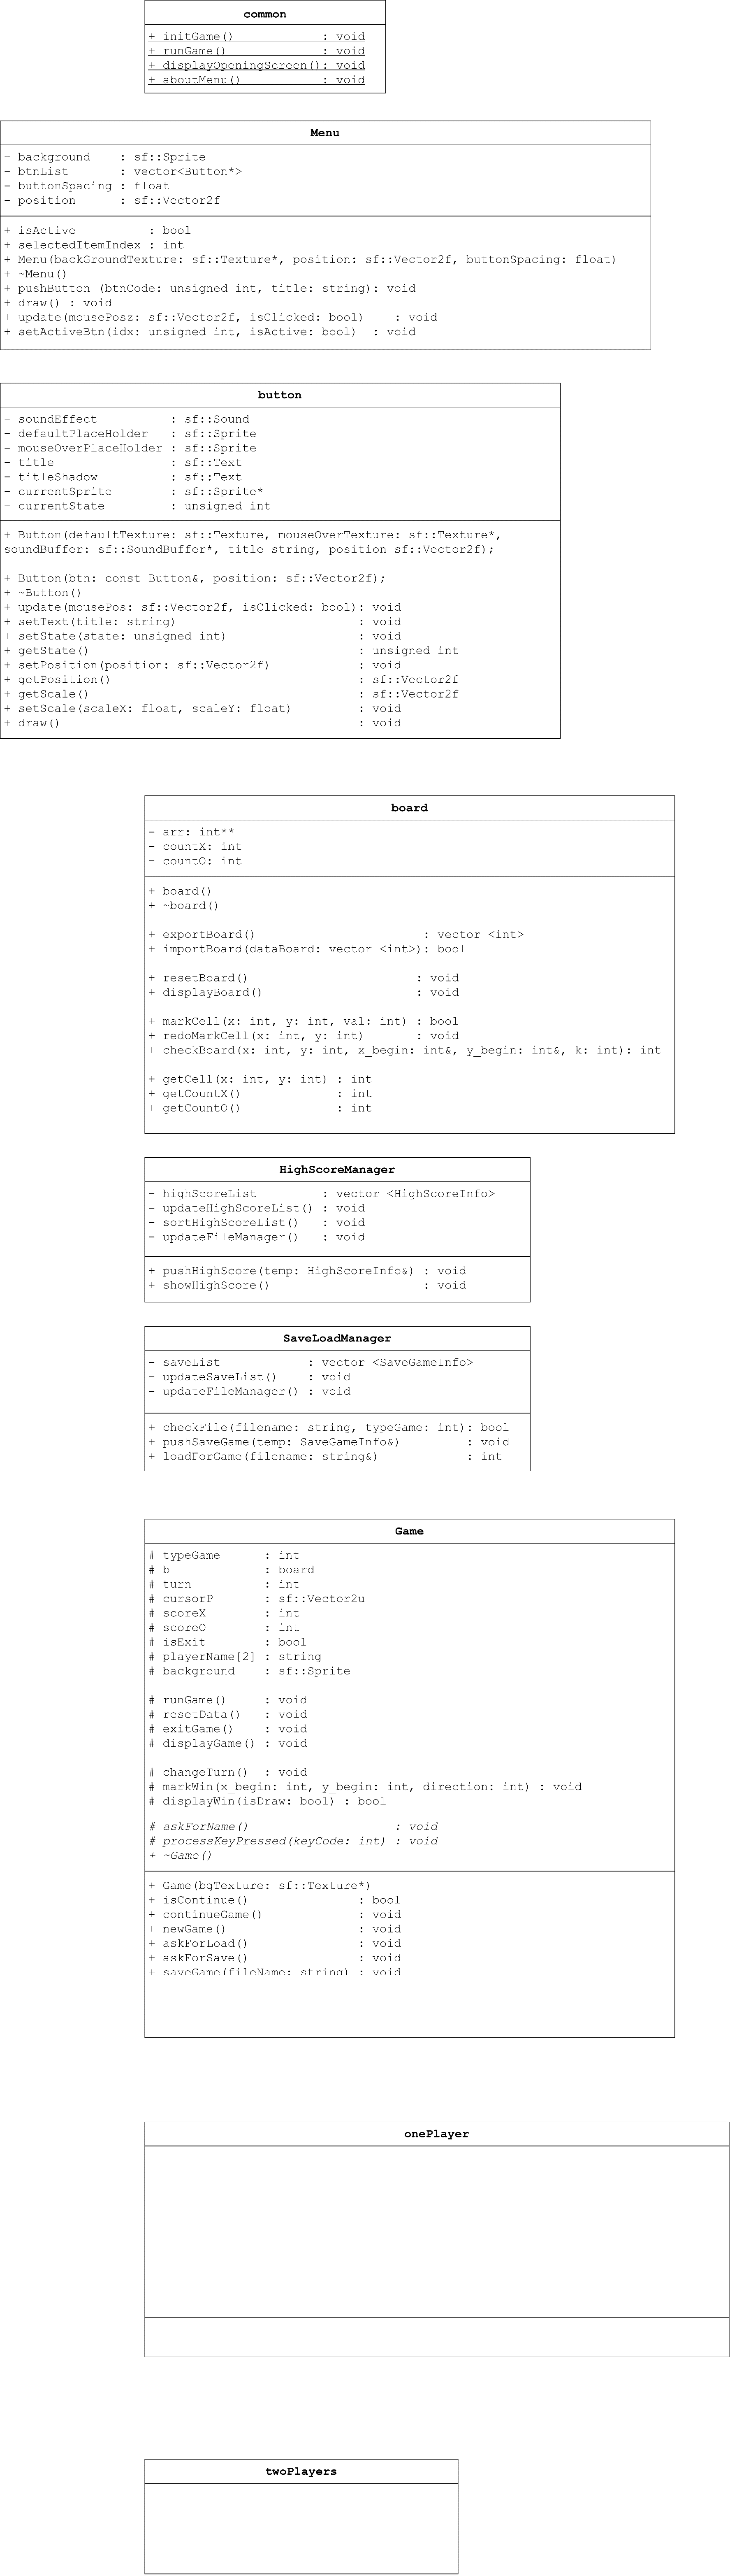 common
+ initGame() : void
+ runGame() : void
+ displayOpeningScreen(): void
+ aboutMenu() : void
Menu
- background : sf::Sprite
- btnList : vector<Button*>
- buttonSpacing : float
- position : sf::Vector2f
+ isActive : bool
+ selectedItemIndex : int
+ Menu(backGroundTexture: sf::Texture*, position: sf::Vector2f, buttonSpacing: float)
+ ~Menu()
+ pushButton (btnCode: unsigned int, title: string): void
+ draw() : void
+ update(mousePosz: sf::Vector2f, isClicked: bool) : void
+ setActiveBtn(idx: unsigned int, isActive: bool) : void
button
- soundEffect : sf::Sound
- defaultPlaceHolder : sf::Sprite
- mouseOverPlaceHolder : sf::Sprite
- title : sf::Text
- titleShadow : sf::Text
- currentSprite : sf::Sprite*
- currentState : unsigned int
+ Button(defaultTexture: sf::Texture, mouseOverTexture: sf::Texture*,
soundBuffer: sf::SoundBuffer*, title string, position sf::Vector2f);
+ Button(btn: const Button&, position: sf::Vector2f);
+ ~Button()
+ update(mousePos: sf::Vector2f, isClicked: bool): void
+ setText(title: string) : void
+ setState(state: unsigned int) : void
+ getState() : unsigned int
+ setPosition(position: sf::Vector2f) : void
+ getPosition() : sf::Vector2f
+ getScale() : sf::Vector2f
+ setScale(scaleX: float, scaleY: float) : void
+ draw() : void
board
- arr: int**
- countX: int
- countO: int
+ board()
+ ~board()
+ exportBoard() : vector <int>
+ importBoard(dataBoard: vector <int>): bool
+ resetBoard() : void
+ displayBoard() : void
+ markCell(x: int, y: int, val: int) : bool
+ redoMarkCell(x: int, y: int) : void
+ checkBoard(x: int, y: int, x_begin: int&, y_begin: int&, k: int): int
+ getCell(x: int, y: int) : int
+ getCountX() : int
+ getCountO() : int
HighScoreManager
- highScoreList : vector <HighScoreInfo>
- updateHighScoreList() : void
- sortHighScoreList() : void
- updateFileManager() : void
+ pushHighScore(temp: HighScoreInfo&) : void
+ showHighScore() : void
SaveLoadManager
- saveList : vector <SaveGameInfo>
- updateSaveList() : void
- updateFileManager() : void
+ checkFile(filename: string, typeGame: int): bool
+ pushSaveGame(temp: SaveGameInfo&) : void
+ loadForGame(filename: string&) : int
Game
# typeGame : int
# b : board
# turn : int
# cursorP : sf::Vector2u
# scoreX : int
# scoreO : int
# isExit : bool
# playerName[2] : string
# background : sf::Sprite
# runGame() : void
# resetData() : void
# exitGame() : void
# displayGame() : void
# changeTurn() : void
# markWin(x_begin: int, y_begin: int, direction: int) : void
# displayWin(isDraw: bool) : bool
# askForName() : void
# processKeyPressed(keyCode: int) : void
+ ~Game()
+ Game(bgTexture: sf::Texture*)
+ isContinue() : bool
+ continueGame() : void
+ newGame() : void
+ askForLoad() : void
+ askForSave() : void
+ saveGame(fileName: string) : void
onePlayer
twoPlayers